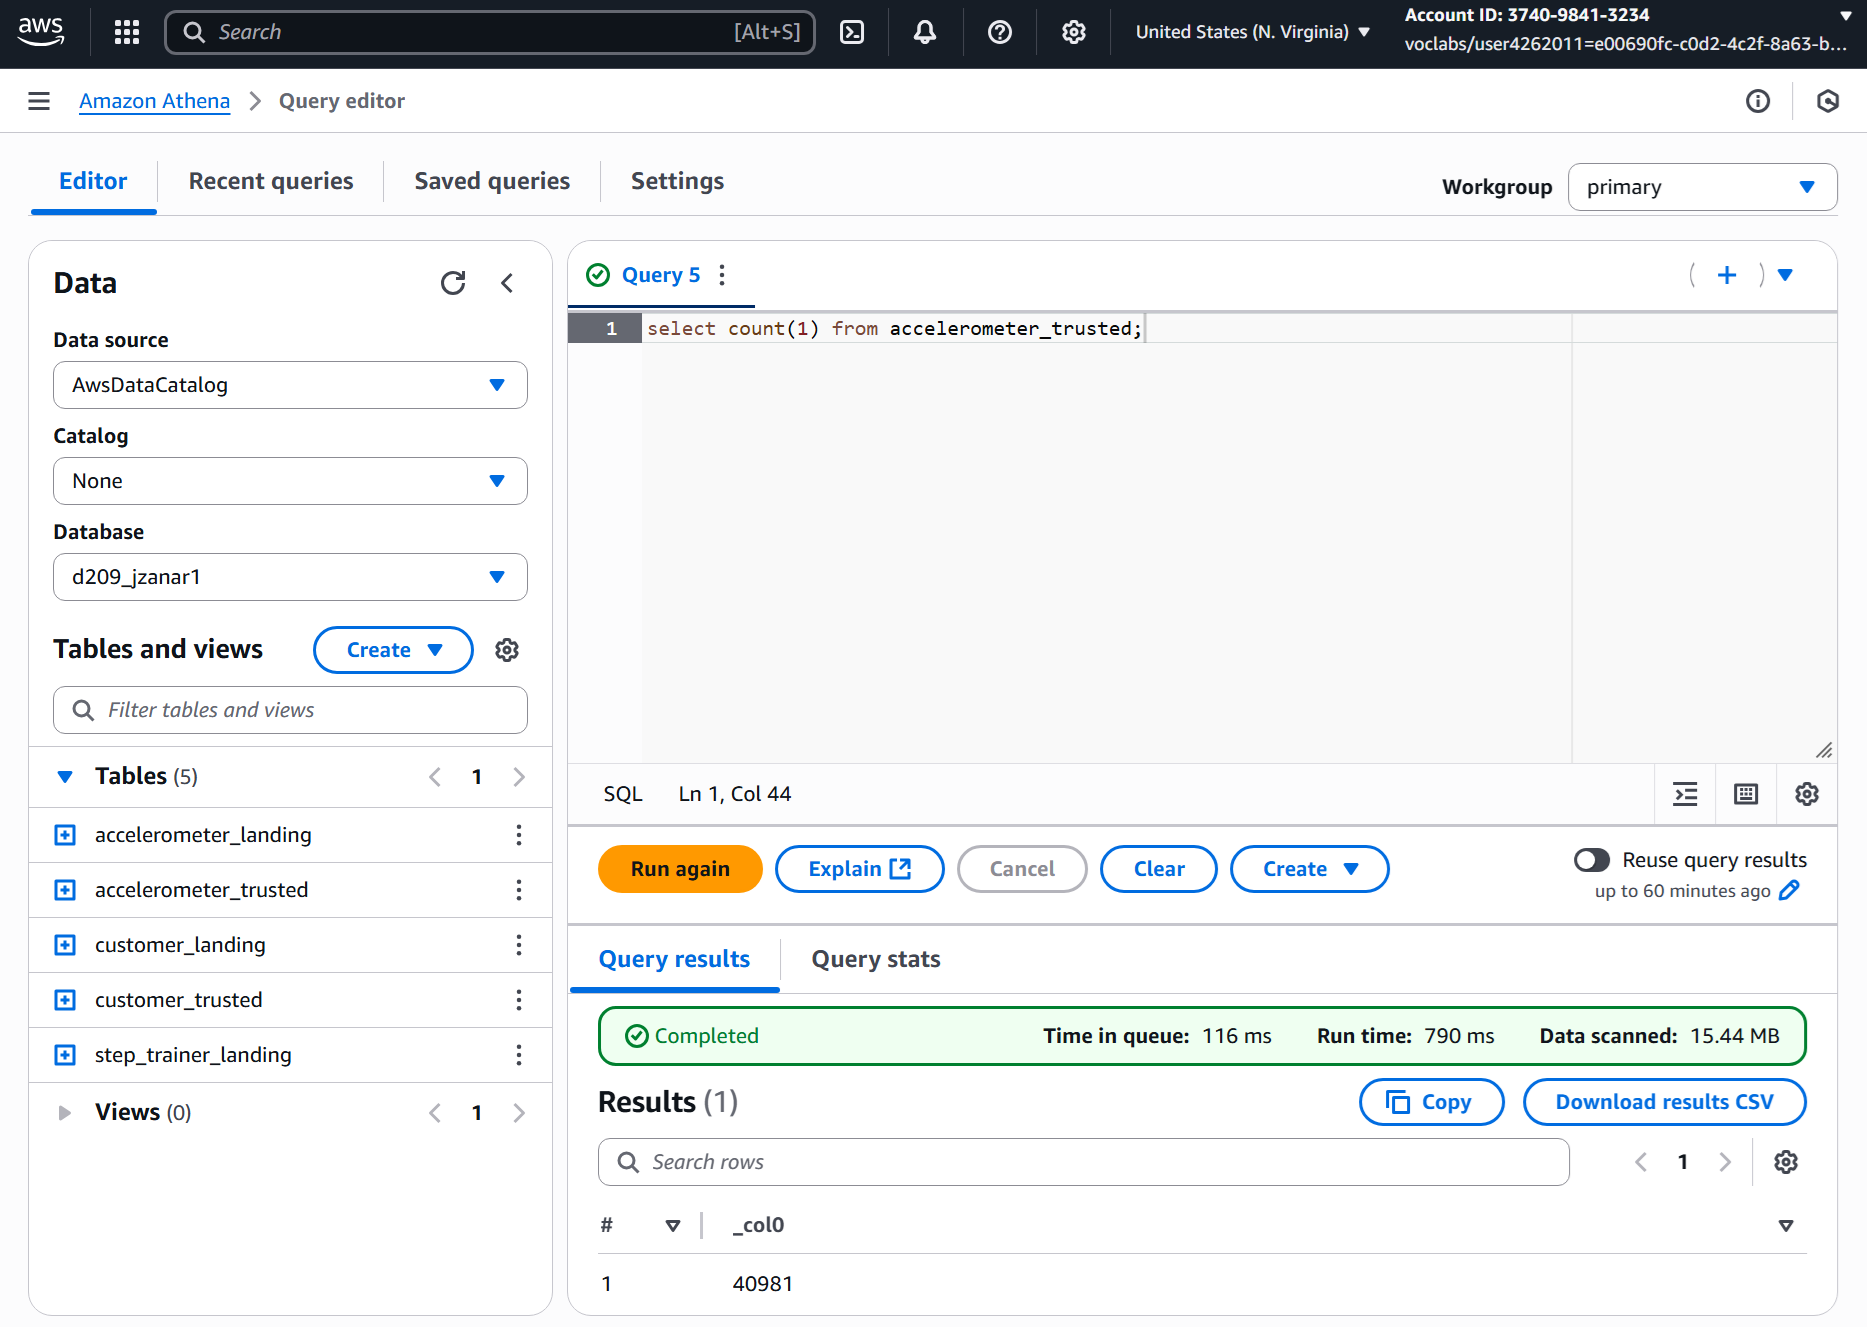 aws
Search [Alt+S]
United States (N. Virginia)
Account ID: 3740-9841-3234
voclabs/user4262011=e00690fc-c0d2-4c2f-8a63-b...
Amazon Athena > Query editor
Editor
Recent queries
Saved queries
Settings
Workgroup
primary
Data
Data source
AwsDataCatalog
Catalog
None
Database
d209_jzanar1
Tables and views
Create
Filter tables and views
Tables (5)
1
accelerometer_landing
accelerometer_trusted
customer_landing
customer_trusted
step_trainer_landing
Views (0)
1
Query 5
1 select count(1) from accelerometer_trusted;
SQL
Ln 1, Col 44
Run again
Explain
Cancel
Clear
Create
Reuse query results
up to 60 minutes ago
Query results
Query stats
Completed
Time in queue: 116 ms
Run time: 790 ms
Data scanned: 15.44 MB
Results (1)
Copy
Download results CSV
Search rows
1
# _col0
1 40981